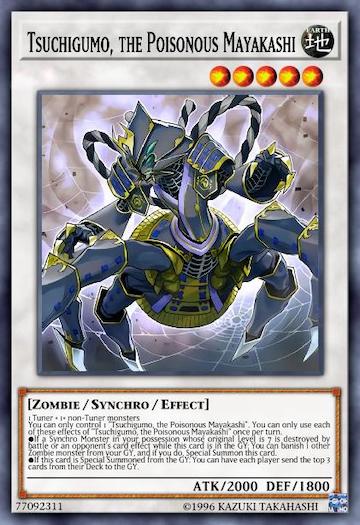 TSUCHIGUMO, THE POISONOUS MAYAKASHI
EARTH
地
[ZOMBIE / SYNCHRO / EFFECT]
1 Tuner + 1+ non-Tuner monsters
You can only control 1 "Tsuchigumo, the Poisonous Mayakashi". You can only use each
of these effects of "Tsuchigumo, the Poisonous Mayakashi" once per turn.
●If a Synchro Monster in your possession whose original Level is 7 is destroyed by
battle or an opponent's card effect while this card is in the GY: You can banish 1 other
Zombie monster from your GY, and if you do, Special Summon this card.
●If this card is Special Summoned from the GY: You can have each player send the top 3
cards from their Deck to the GY.
ATK/2000 DEF/1800
77092311 ©1996 KAZUKI TAKAHASHI